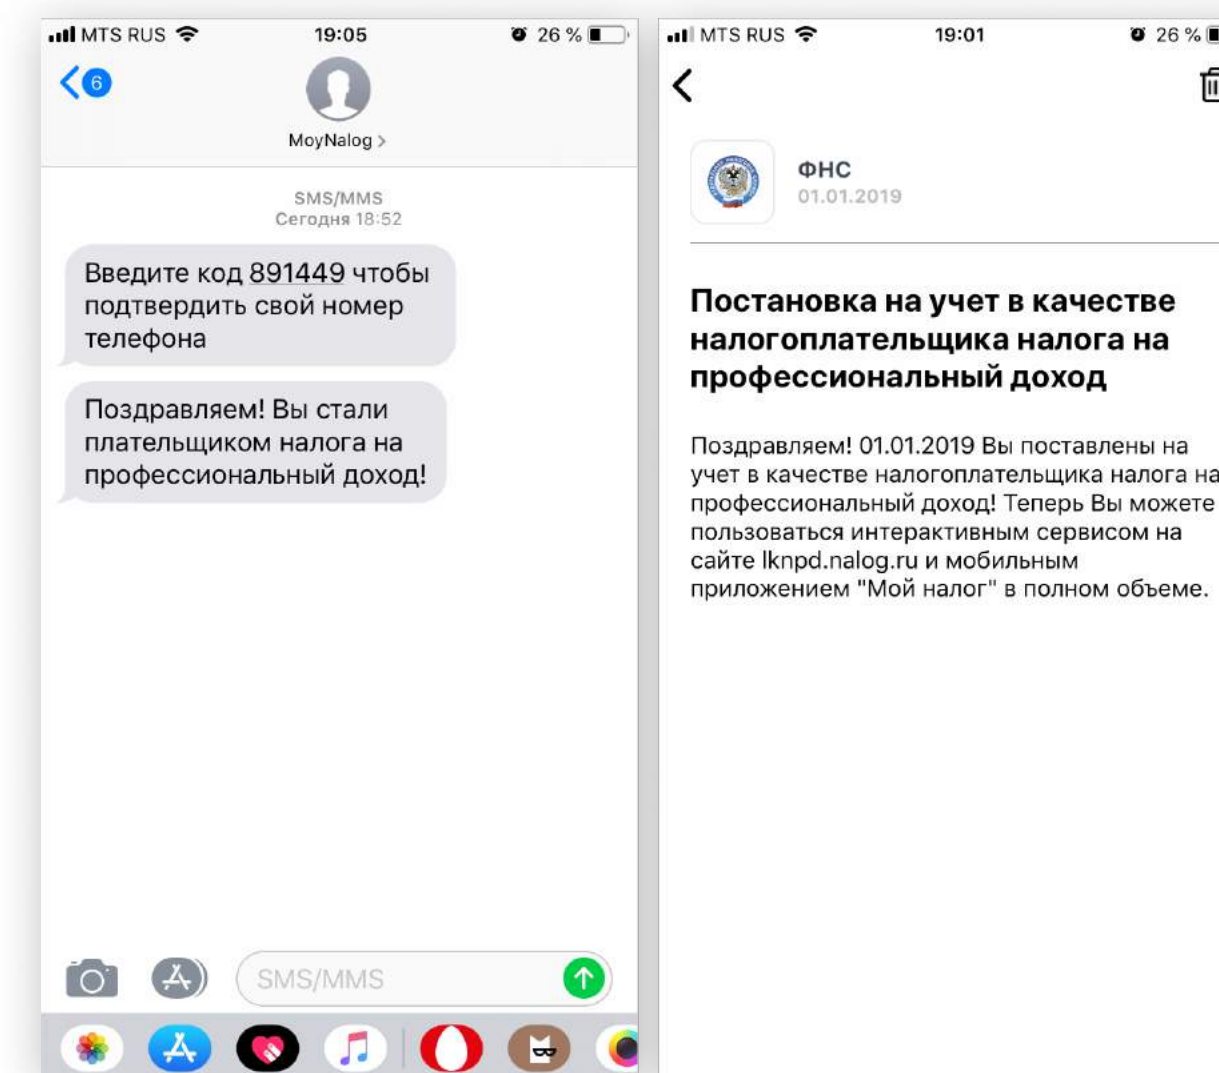 MTS RUS 19:05 26 %
6
MoyNalog >
SMS/MMS
Сегодня 18:52
Введите код 891449 чтобы
подтвердить свой номер
телефона
Поздравляем! Вы стали
плательщиком налога на
профессиональный доход!
SMS/MMS
MTS RUS 19:01 26 %
ФНС
01.01.2019
Постановка на учет в качестве
налогоплательщика налога на
профессиональный доход
Поздравляем! 01.01.2019 Вы поставлены на
учет в качестве налогоплательщика налога на
профессиональный доход! Теперь Вы можете
пользоваться интерактивным сервисом на
сайте lknpd.nalog.ru и мобильным
приложением "Мой налог" в полном объеме.